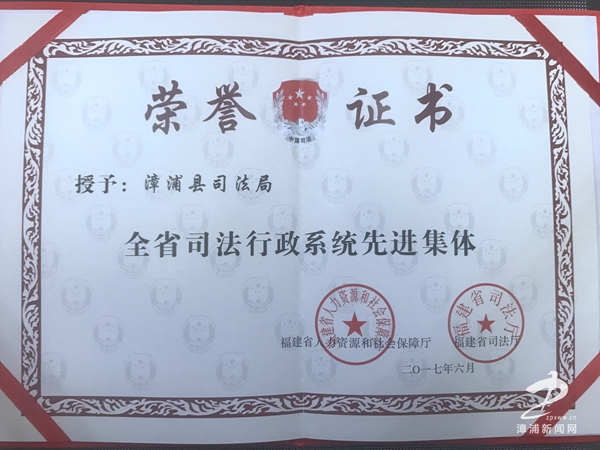 荣誉证书
中国司法
授予：漳浦县司法局
全省司法行政系统先进集体
福建省人力资源和社会保障厅
福建省司法厅
福建省人力资源和社会保障厅 福建省司法厅
二〇一七年六月
zpxww.cn
漳浦新闻网